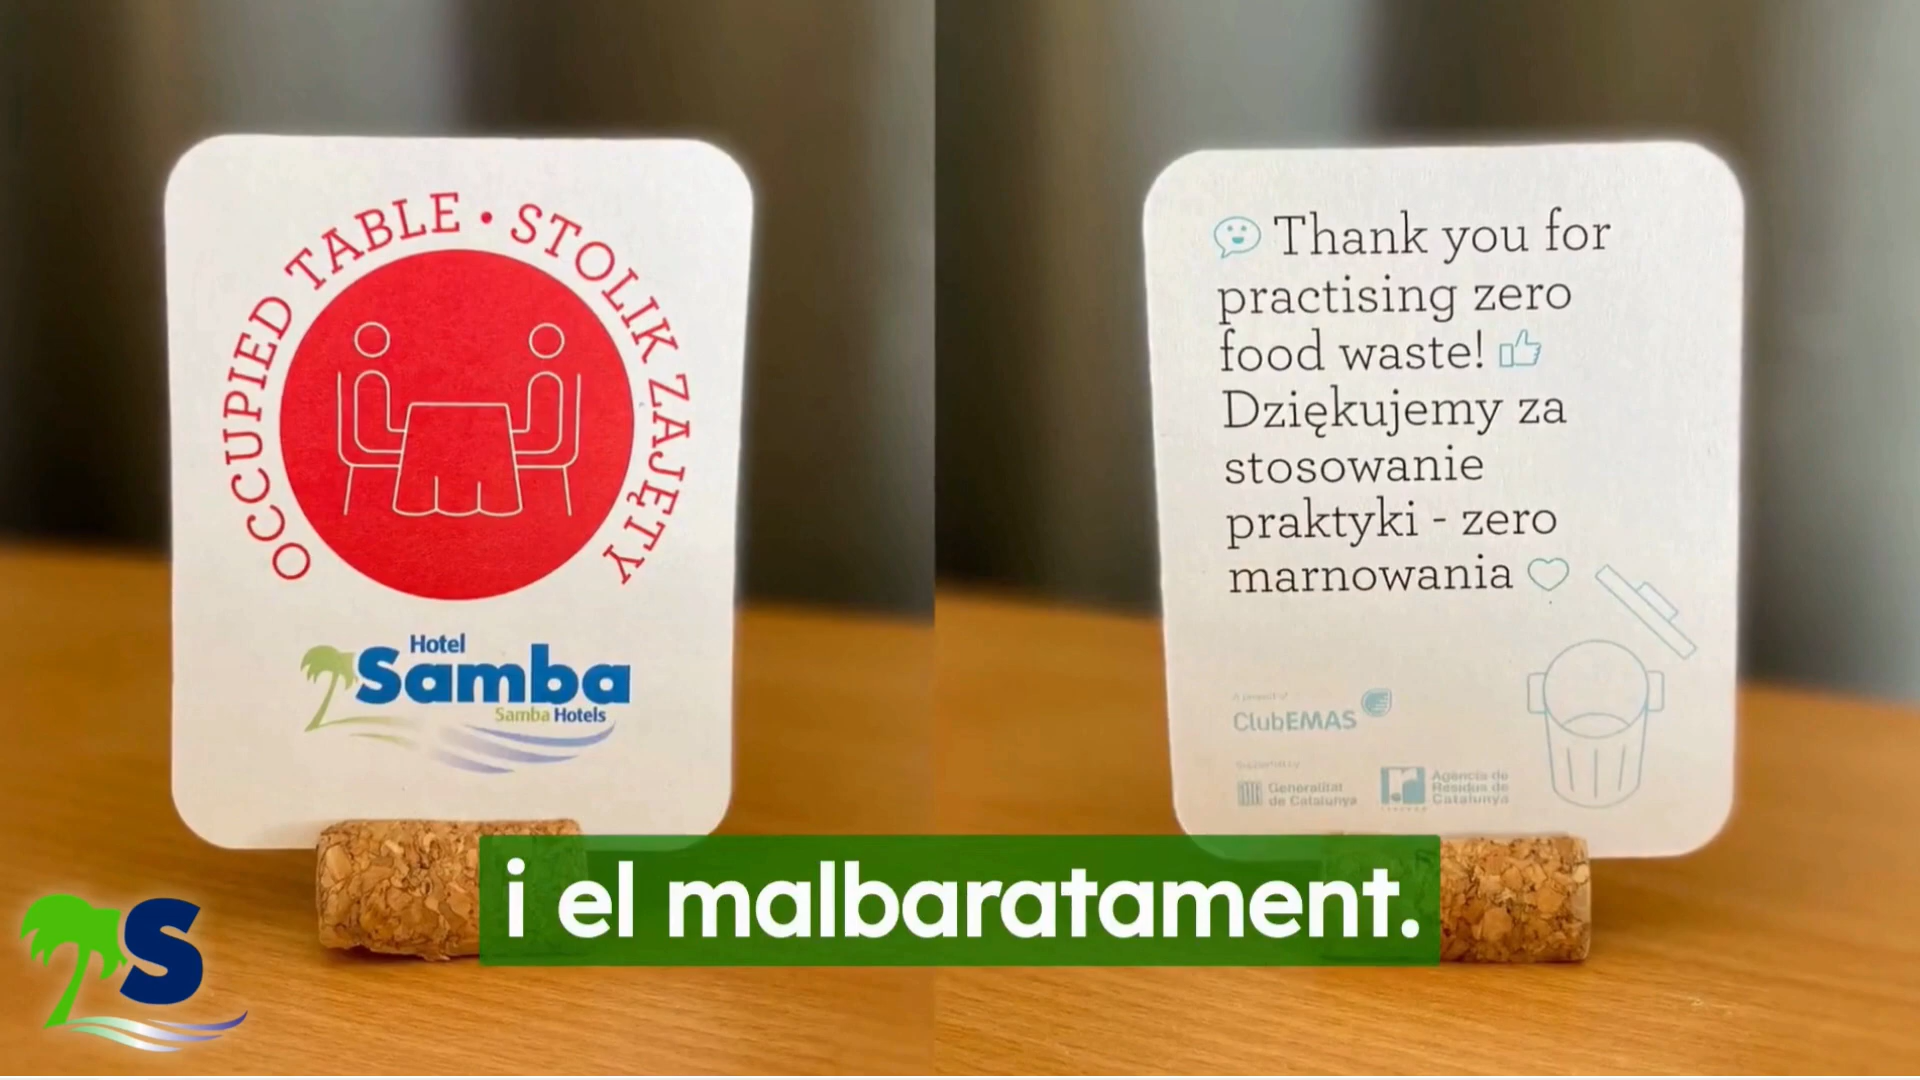 OCCUPIED TABLE • STOLIK ZAJĘTY
Hotel
Samba
Samba Hotels
Thank you for
practising zero
food waste!
Dziękujemy za
stosowanie
praktyki - zero
marnowania
ClubEMAS
Generalitat
de Catalunya
Agència de
Residus de
Catalunya
i el malbaratament.
S